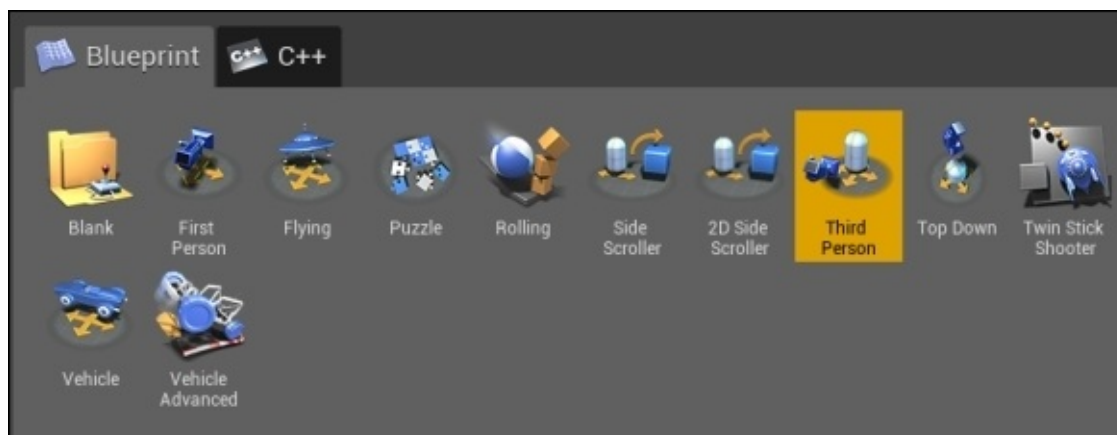 Blueprint
C++
C++
Blank
First
Person
Flying
Puzzle
Rolling
Side
Scroller
2D Side
Scroller
Third
Person
Top Down
Twin Stick
Shooter
Vehicle
Vehicle
Advanced